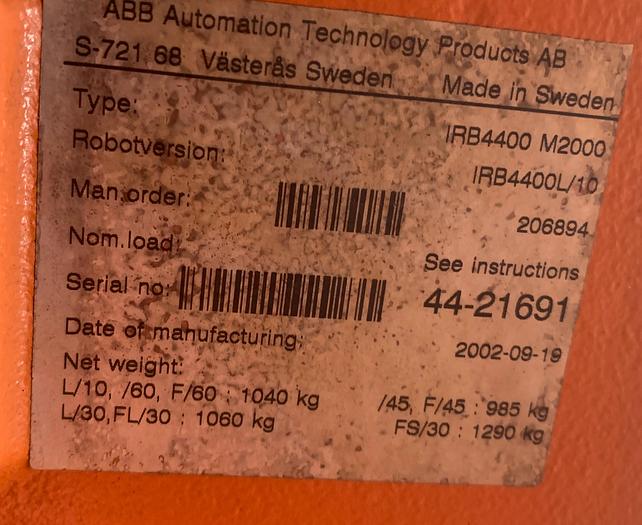 ABB Automation Technology Products AB
S-721 68 Västerås Sweden Made in Sweden
Type: IRB4400 M2000
Robotversion: IRB4400L/10
Man.order: 206894
Nom.load: See instructions
Serial no: 44-21691
Date of manufacturing: 2002-09-19
Net weight:
L/10, /60, F/60 : 1040 kg /45, F/45 : 985 kg
L/30,FL/30 : 1060 kg FS/30 : 1290 kg